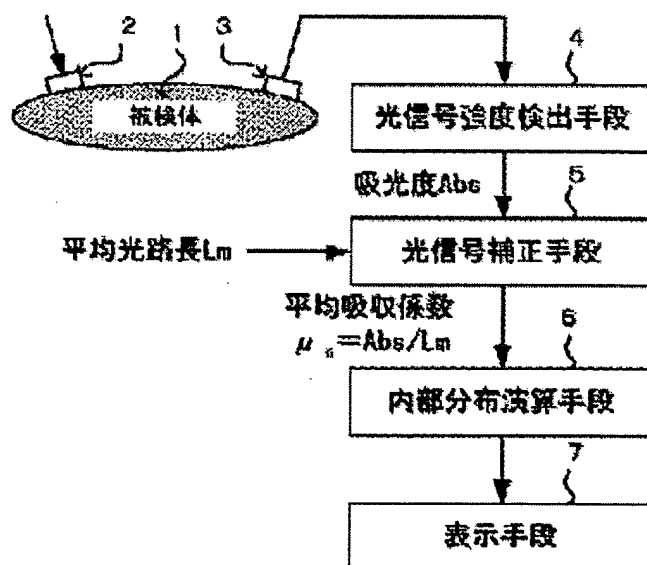 2 1 3 4
被検体
光信号強度検出手段
吸光度Abs
5
平均光路長Lm
光信号補正手段
平均吸収係数
6
μa=Abs/Lm
内部分布演算手段
7
表示手段